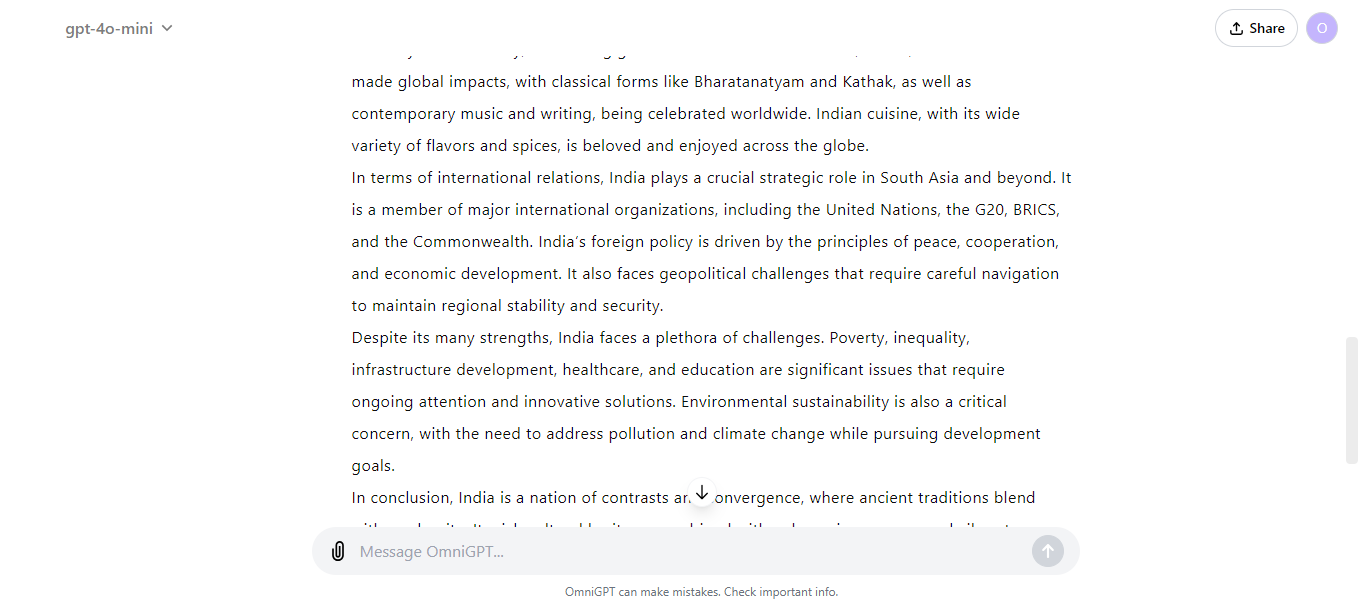 gpt-4o-mini
Share
O
made global impacts, with classical forms like Bharatanatyam and Kathak, as well as
contemporary music and writing, being celebrated worldwide. Indian cuisine, with its wide
variety of flavors and spices, is beloved and enjoyed across the globe.
In terms of international relations, India plays a crucial strategic role in South Asia and beyond. It
is a member of major international organizations, including the United Nations, the G20, BRICS,
and the Commonwealth. India's foreign policy is driven by the principles of peace, cooperation,
and economic development. It also faces geopolitical challenges that require careful navigation
to maintain regional stability and security.
Despite its many strengths, India faces a plethora of challenges. Poverty, inequality,
infrastructure development, healthcare, and education are significant issues that require
ongoing attention and innovative solutions. Environmental sustainability is also a critical
concern, with the need to address pollution and climate change while pursuing development
goals.
In conclusion, India is a nation of contrasts and convergence, where ancient traditions blend
Message OmniGPT...
OmniGPT can make mistakes. Check important info.